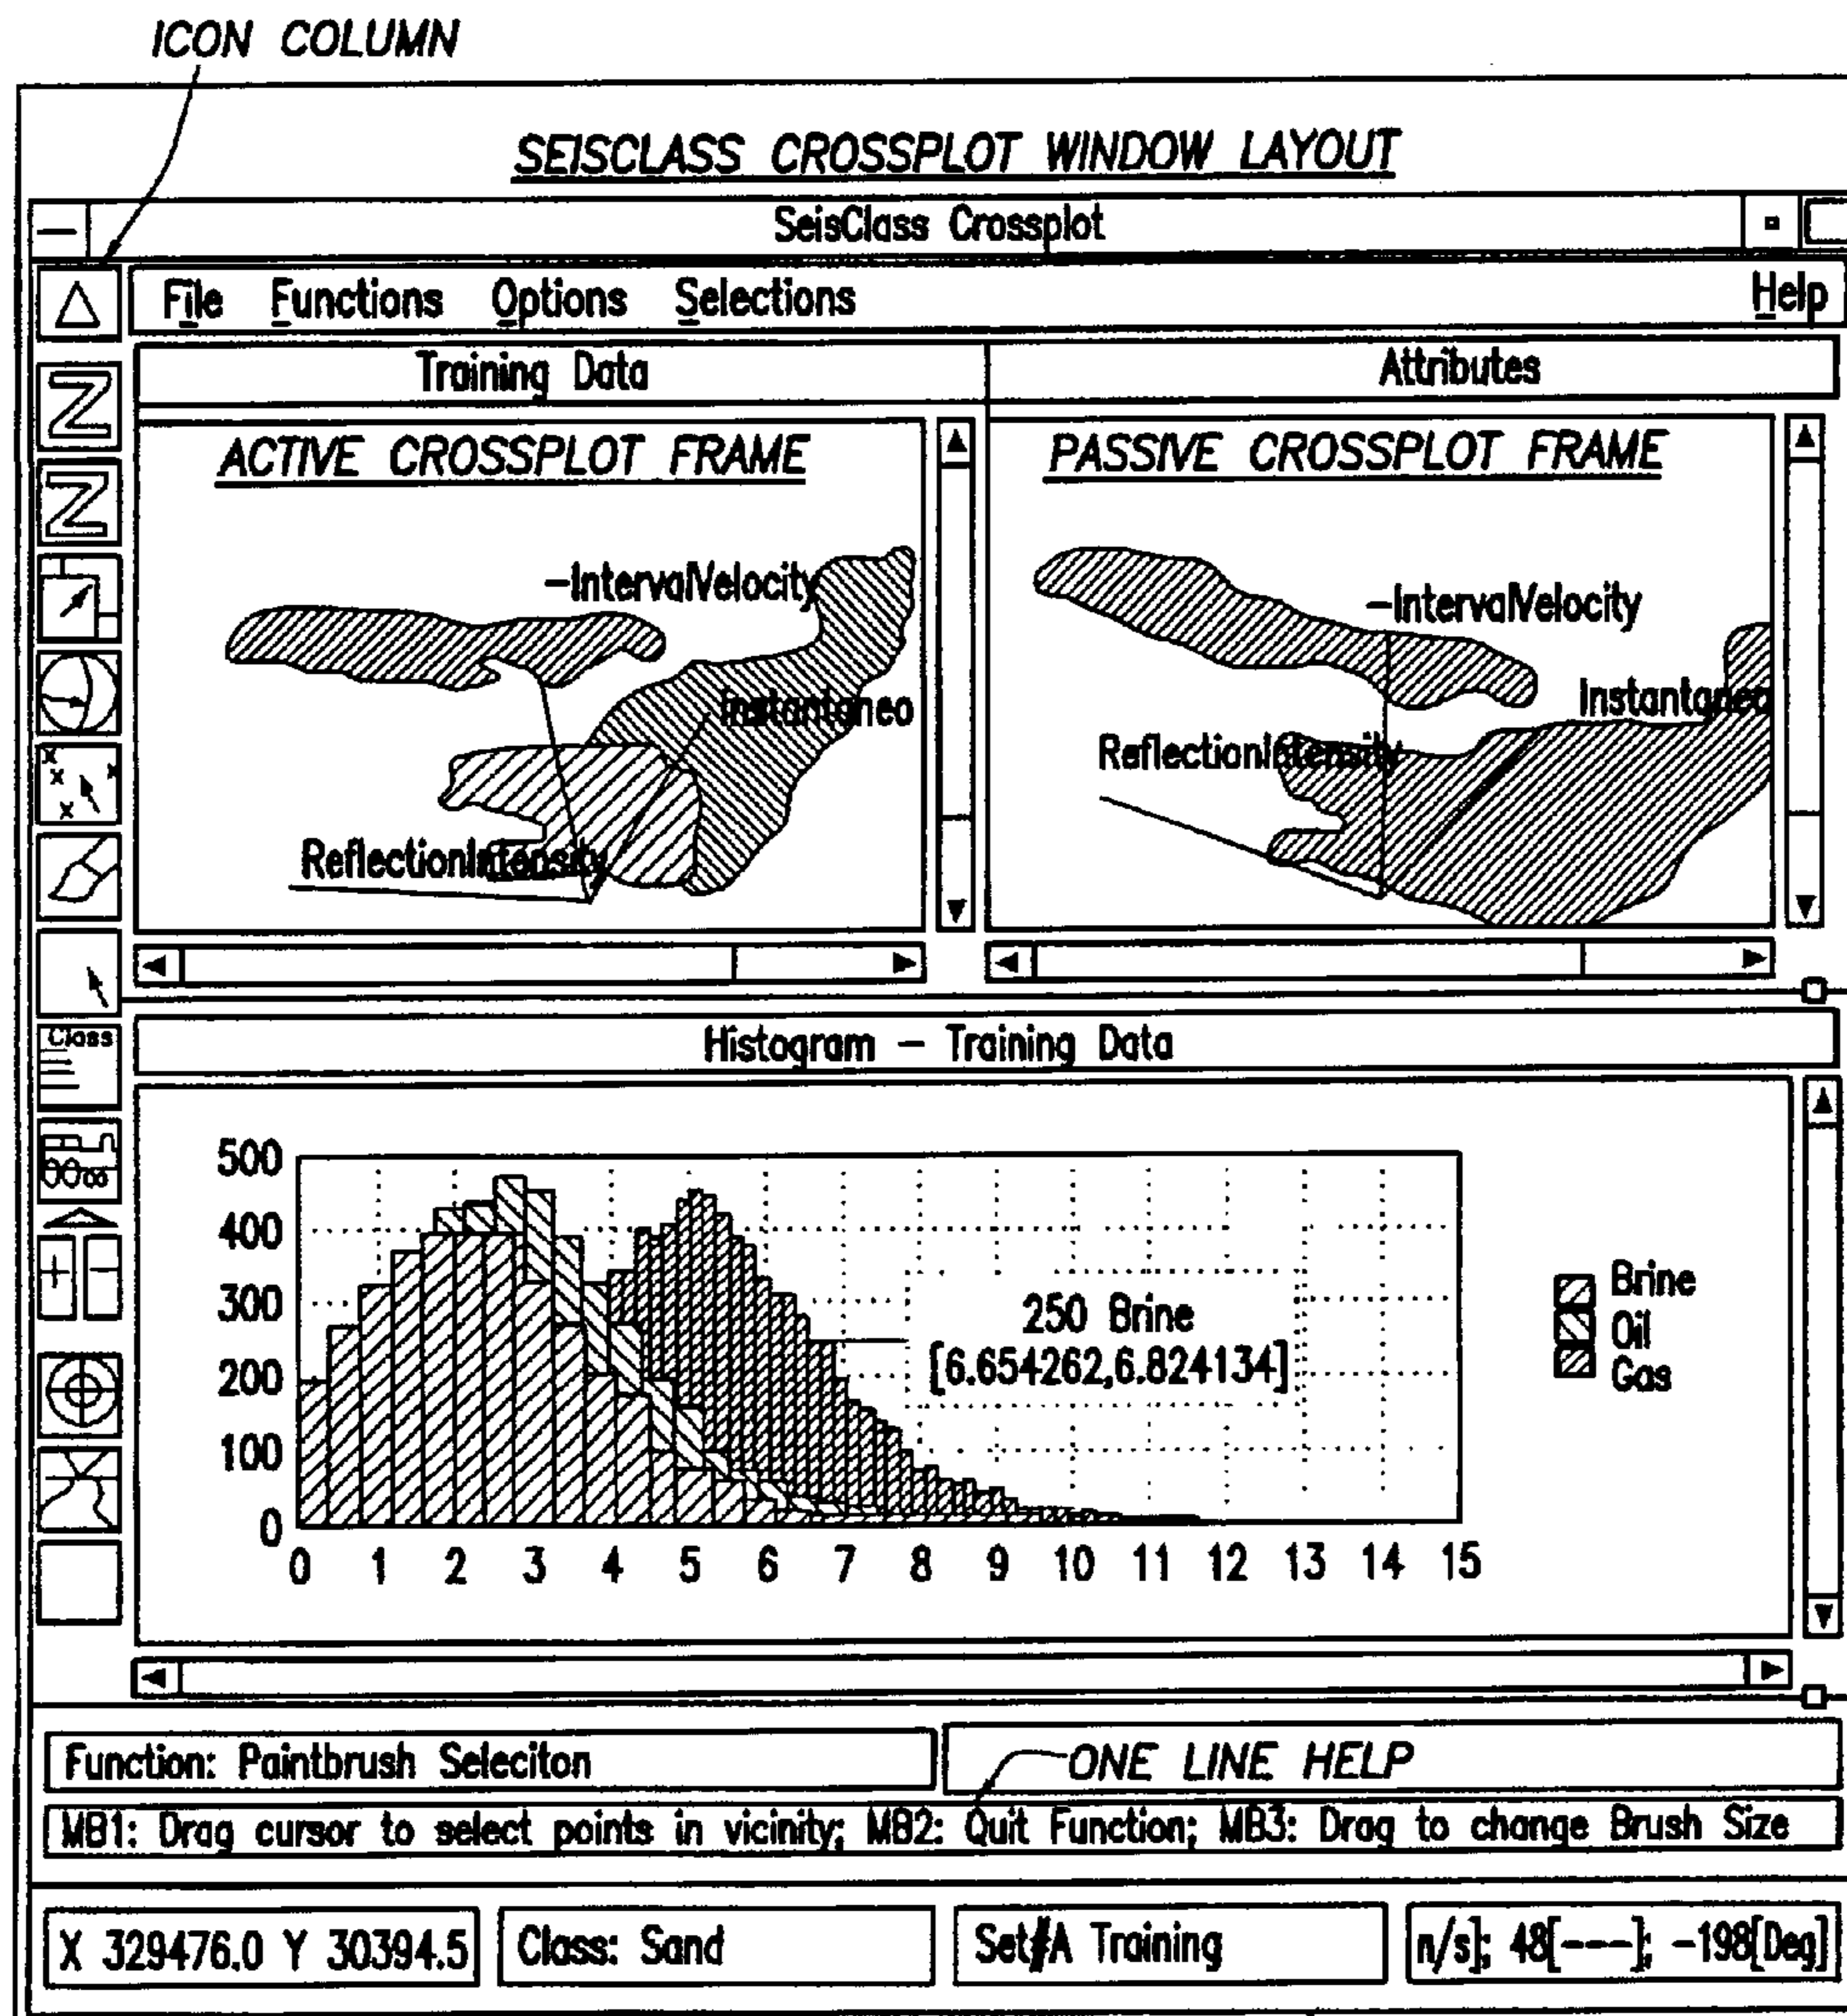 ICON COLUMN
SEISCLASS CROSSPLOT WINDOW LAYOUT
SeisClass Crossplot
File Functions Options Selections Help
Training Data
Attributes
ACTIVE CROSSPLOT FRAME
-IntervalVelocity
Instantaneo
ReflectionIntensity
PASSIVE CROSSPLOT FRAME
-IntervalVelocity
Instantaneo
ReflectionIntensity
Class
Histogram - Training Data
500
400
300
200
100
0
0 1 2 3 4 5 6 7 8 9 10 11 12 13 14 15
250 Brine
[6.654262,6.824134]
Brine
Oil
Gas
Function: Paintbrush Seleciton
ONE LINE HELP
MB1: Drag cursor to select points in vicinity; MB2: Quit Function; MB3: Drag to change Brush Size
X 329476.0 Y 30394.5
Class: Sand
Set#A Training
n/s]; 48[---]; -198[Deg]